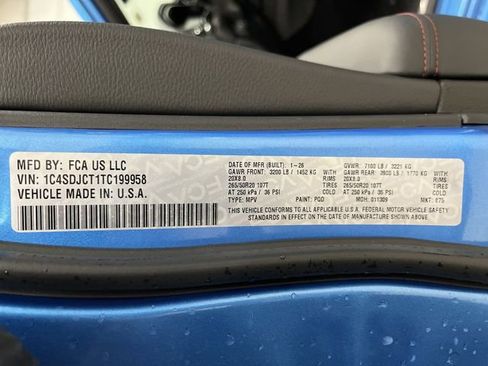 MFD BY: FCA US LLC
VIN: 1C4SDJCT1TC199958
VEHICLE MADE IN: U.S.A.
DATE OF MFR (BUILT): 1-26 GVWR: 7100 LB / 3221 KG
GAWR FRONT: 3200 LB / 1452 KG WITH GAWR REAR: 3900 LB / 1770 KG WITH
20X8.0 RIMS 20X8.0 RIMS
265/50R20 107T TIRES 265/50R20 107T TIRES
AT 250 kPa / 36 PSI COLD AT 250 kPa / 36 PSI COLD
TYPE: MPV PAINT: PQD MDH: 011309 MKT: E75
THIS VEHICLE CONFORMS TO ALL APPLICABLE U.S.A. FEDERAL MOTOR VEHICLE SAFETY
STANDARDS IN EFFECT ON THE DATE OF MANUFACTURE SHOWN ABOVE.